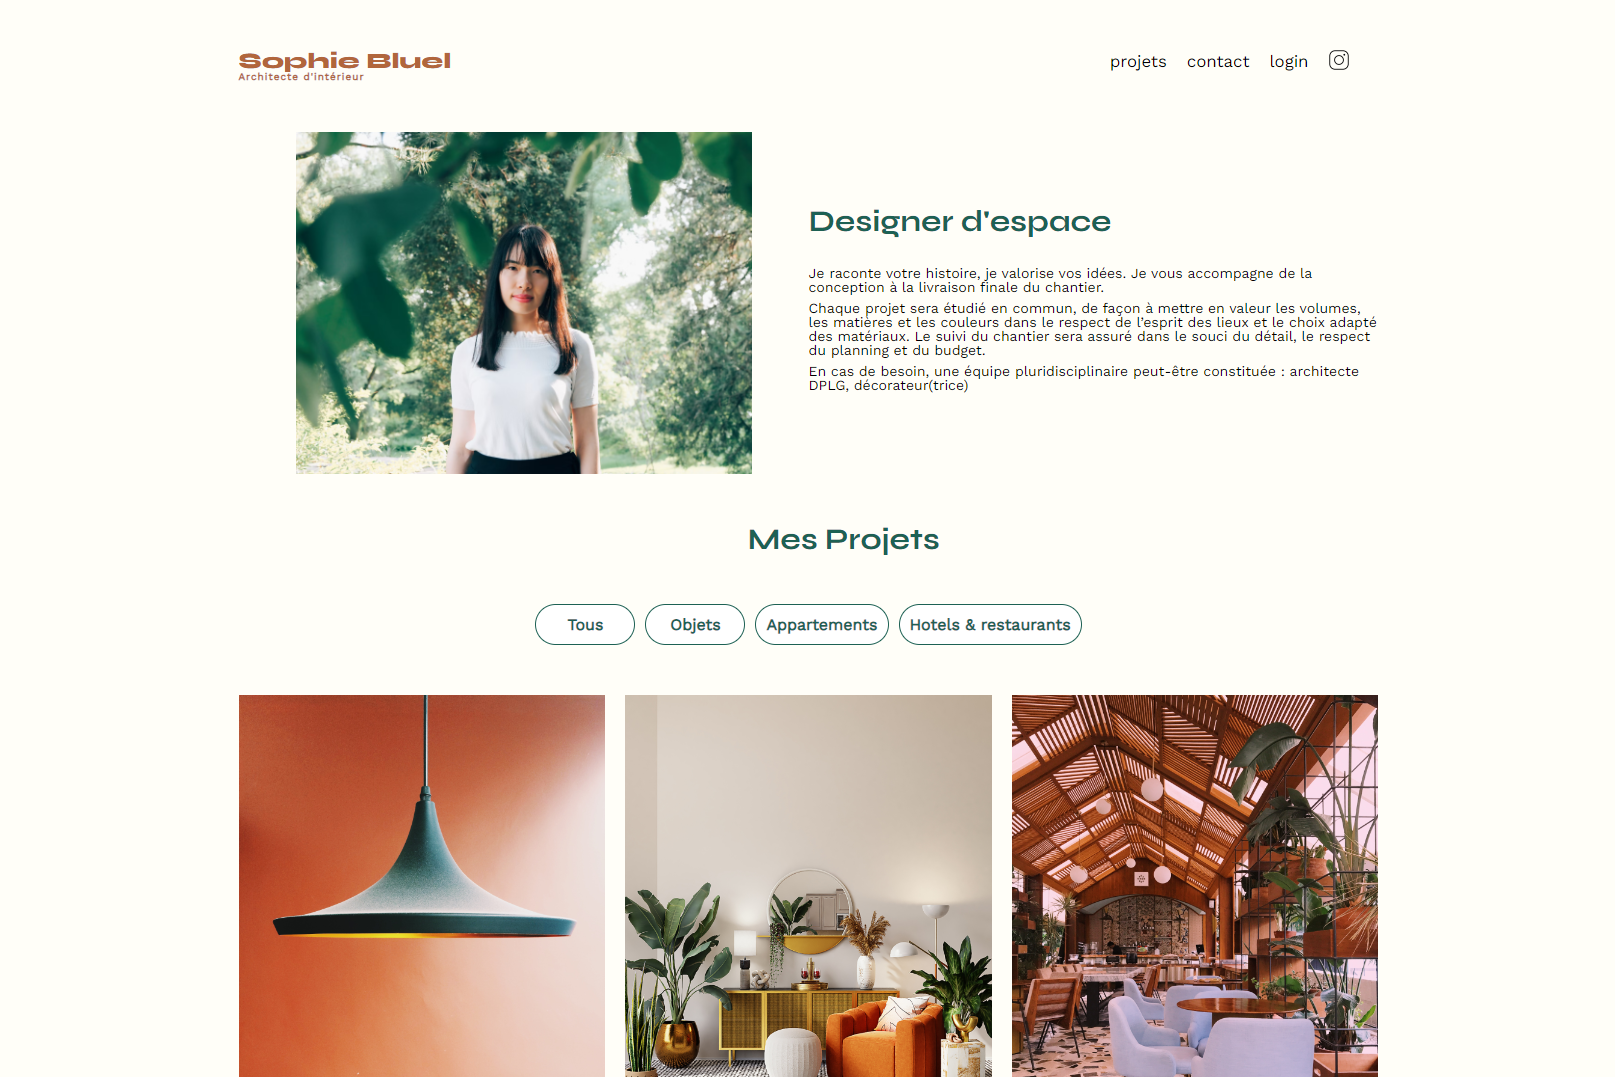 Sophie Bluel
Architecte d'intérieur
projets contact login
Designer d'espace
Je raconte votre histoire, je valorise vos idées. Je vous accompagne de la
conception à la livraison finale du chantier.
Chaque projet sera étudié en commun, de façon à mettre en valeur les volumes,
les matières et les couleurs dans le respect de l’esprit des lieux et le choix adapté
des matériaux. Le suivi du chantier sera assuré dans le souci du détail, le respect
du planning et du budget.
En cas de besoin, une équipe pluridisciplinaire peut-être constituée : architecte
DPLG, décorateur(trice)
Mes Projets
Tous Objets Appartements Hotels & restaurants